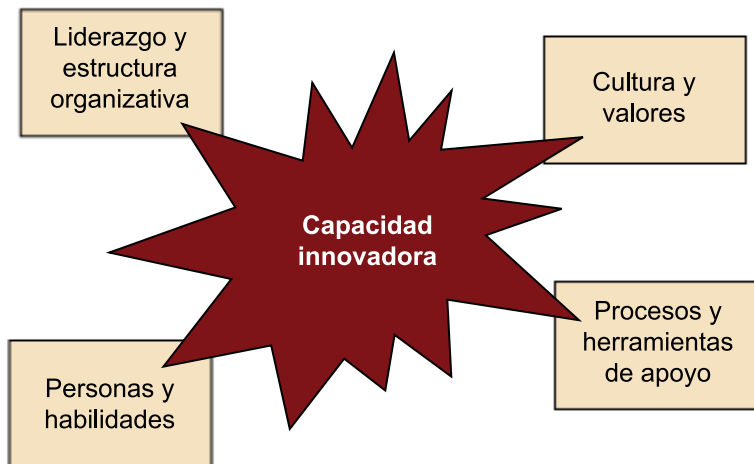 Liderazgo y
estructura
organizativa
Cultura y
valores
Capacidad
innovadora
Personas y
habilidades
Procesos y
herramientas
de apoyo